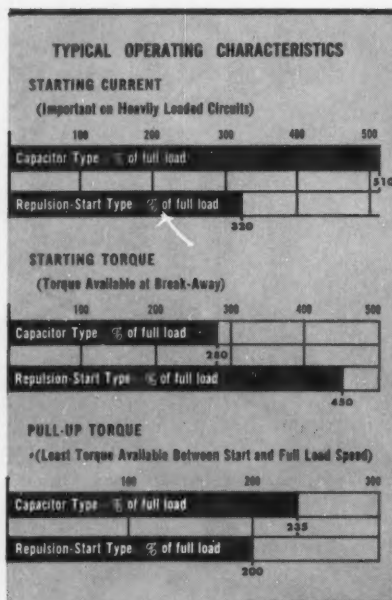 TYPICAL OPERATING CHARACTERISTICS
STARTING CURRENT
(Important on Heavily Loaded Circuits)
100 200 300 400 500
Capacitor Type % of full load
510
Repulsion-Start Type % of full load
320
STARTING TORQUE
(Torque Available at Break-Away)
100 200 300 400 500
Capacitor Type % of full load
280
Repulsion-Start Type % of full load
450
PULL-UP TORQUE
(Least Torque Available Between Start and Full Load Speed)
100 200 300
Capacitor Type % of full load
235
Repulsion-Start Type % of full load
200